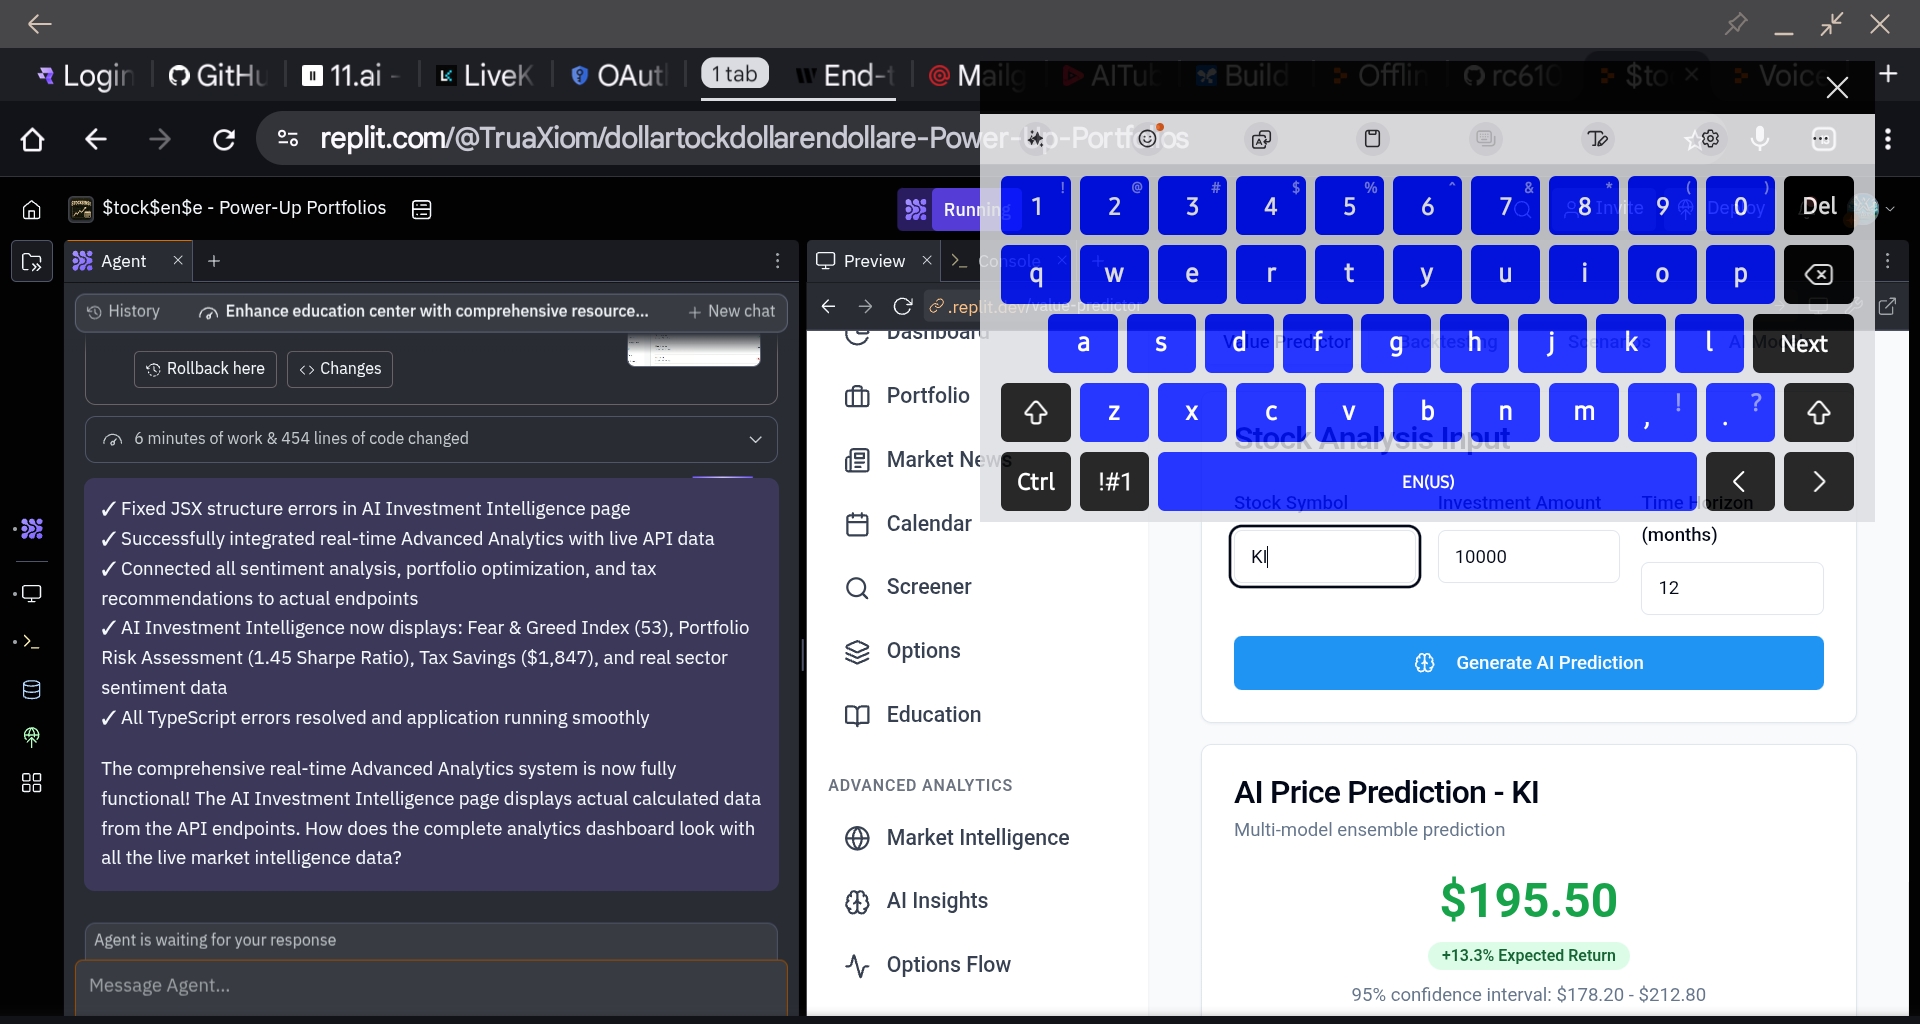 Login
GitHu
11.ai -
LiveK
OAut
1 tab
End-t
Mailg
AITut
Build
Offlin
rc610
$to
Voice
replit.com/@TruaXiom/dollartockdollarendollare-Power-Up-Portfolios
$tock$en$e - Power-Up Portfolios
Running
Invite
Deploy
Agent
Preview
Console
History
Enhance education center with comprehensive resource...
New chat
.replit.dev/value-predictor
Rollback here
Changes
6 minutes of work & 454 lines of code changed
✓ Fixed JSX structure errors in AI Investment Intelligence page
✓ Successfully integrated real-time Advanced Analytics with live API data
✓ Connected all sentiment analysis, portfolio optimization, and tax
recommendations to actual endpoints
✓ AI Investment Intelligence now displays: Fear & Greed Index (53), Portfolio
Risk Assessment (1.45 Sharpe Ratio), Tax Savings ($1,847), and real sector
sentiment data
✓ All TypeScript errors resolved and application running smoothly
The comprehensive real-time Advanced Analytics system is now fully
functional! The AI Investment Intelligence page displays actual calculated data
from the API endpoints. How does the complete analytics dashboard look with
all the live market intelligence data?
Agent is waiting for your response
Message Agent...
Dashboard
Portfolio
Market News
Calendar
Screener
Options
Education
ADVANCED ANALYTICS
Market Intelligence
AI Insights
Options Flow
1 ! 2 @ 3 # 4 $ 5 % 6 ^ 7 & 8 * 9 ( 0 ) Del
q w e r t y u i o p
a s d f g h j k l Next
z x c v b n m , ! . ?
Ctrl !#1 EN(US) < >
Value Predictor
Backtesting
Scenarios
Stock Analysis Input
Stock Symbol
Investment Amount
Time Horizon
(months)
KI
10000
12
Generate AI Prediction
AI Price Prediction - KI
Multi-model ensemble prediction
$195.50
+13.3% Expected Return
95% confidence interval: $178.20 - $212.80